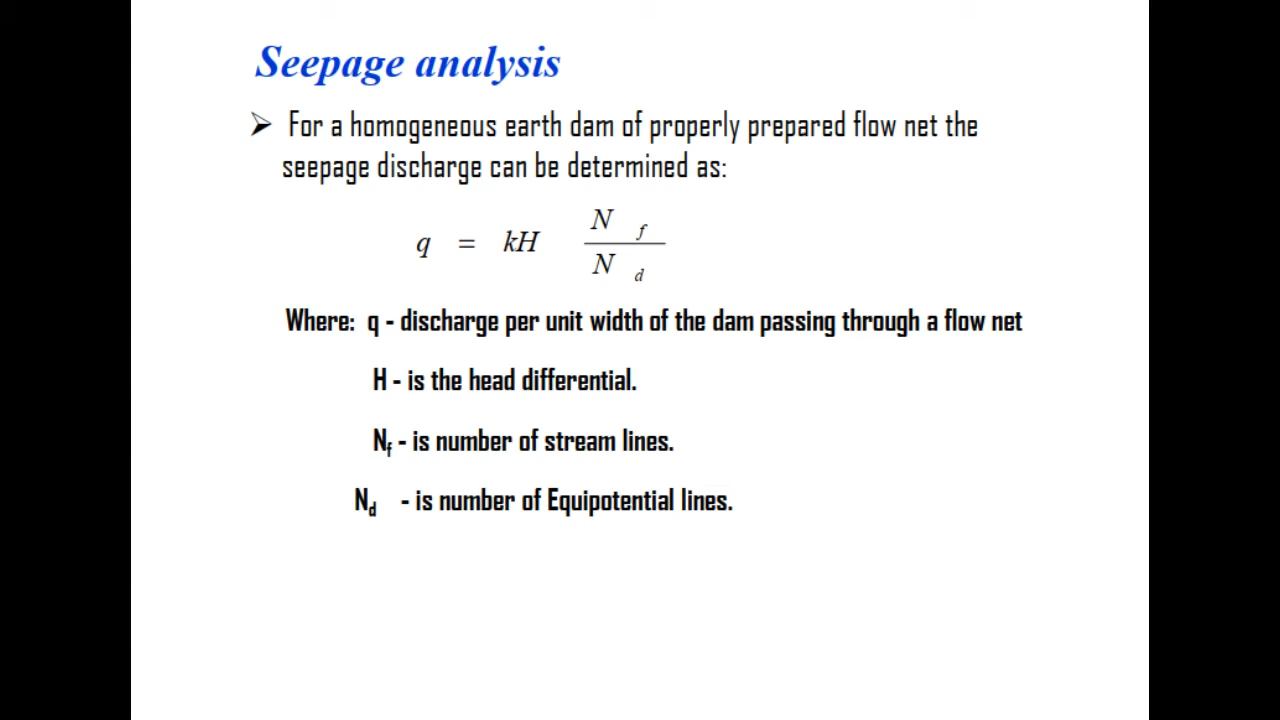 Seepage analysis
➢ For a homogeneous earth dam of properly prepared flow net the
seepage discharge can be determined as:
q = kH N_f / N_d
Where: q - discharge per unit width of the dam passing through a flow net
H - is the head differential.
N_f - is number of stream lines.
N_d - is number of Equipotential lines.